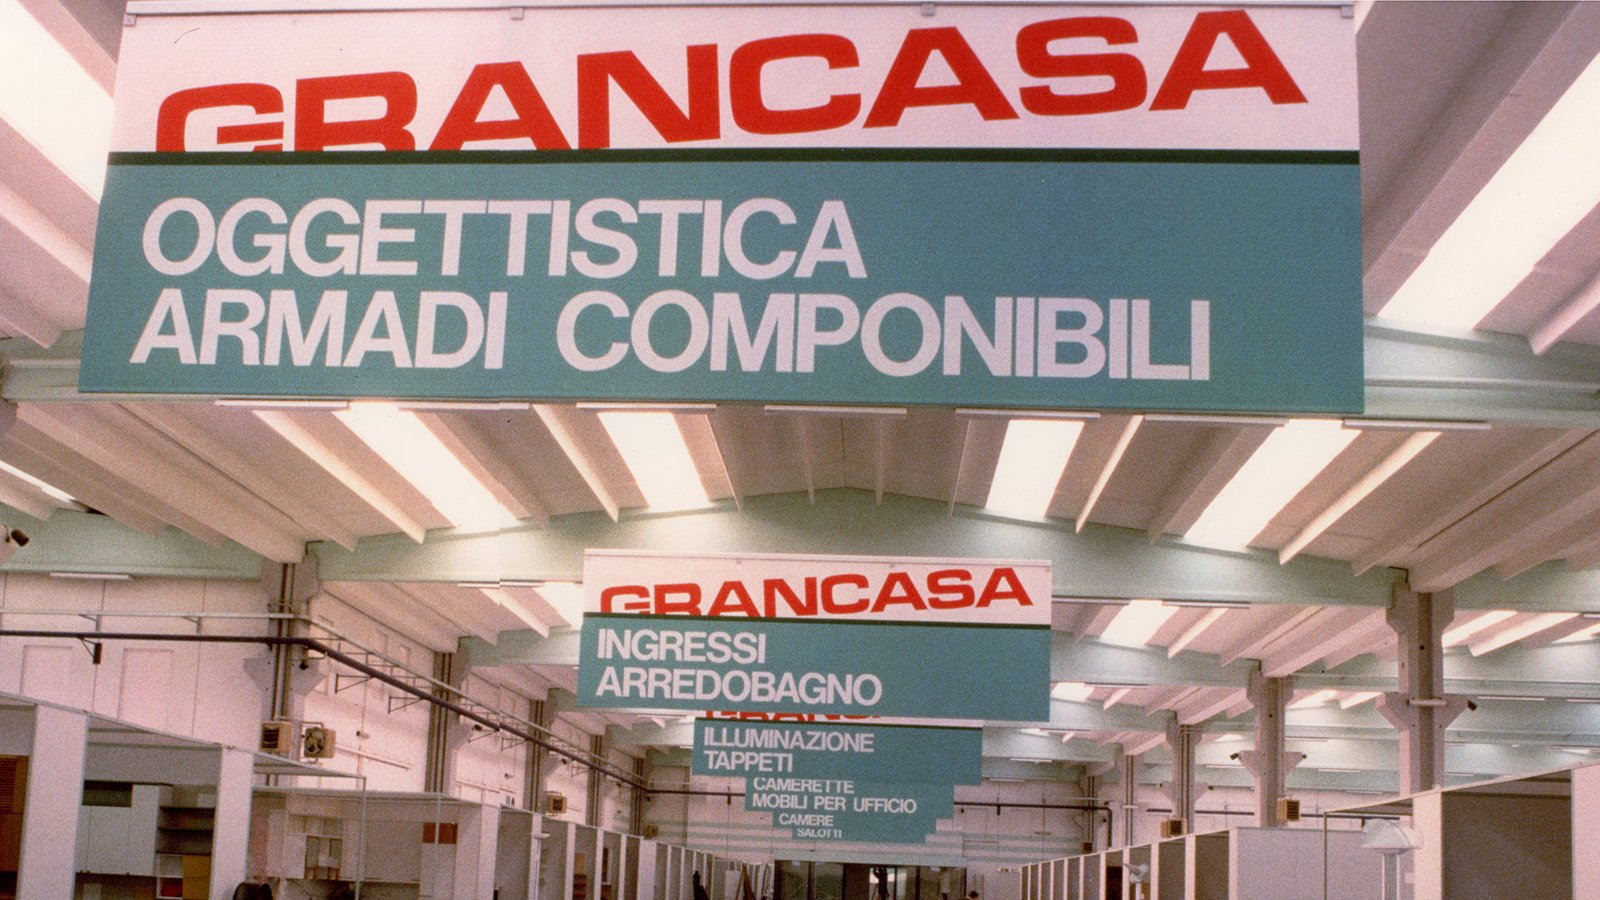 GRANCASA
OGGETTISTICA
ARMADI COMPONIBILI
GRANCASA
INGRESSI
ARREDOBAGNO
ILLUMINAZIONE
TAPPETI
CAMERETTE
MOBILI PER UFFICIO
CAMERE
SALOTTI